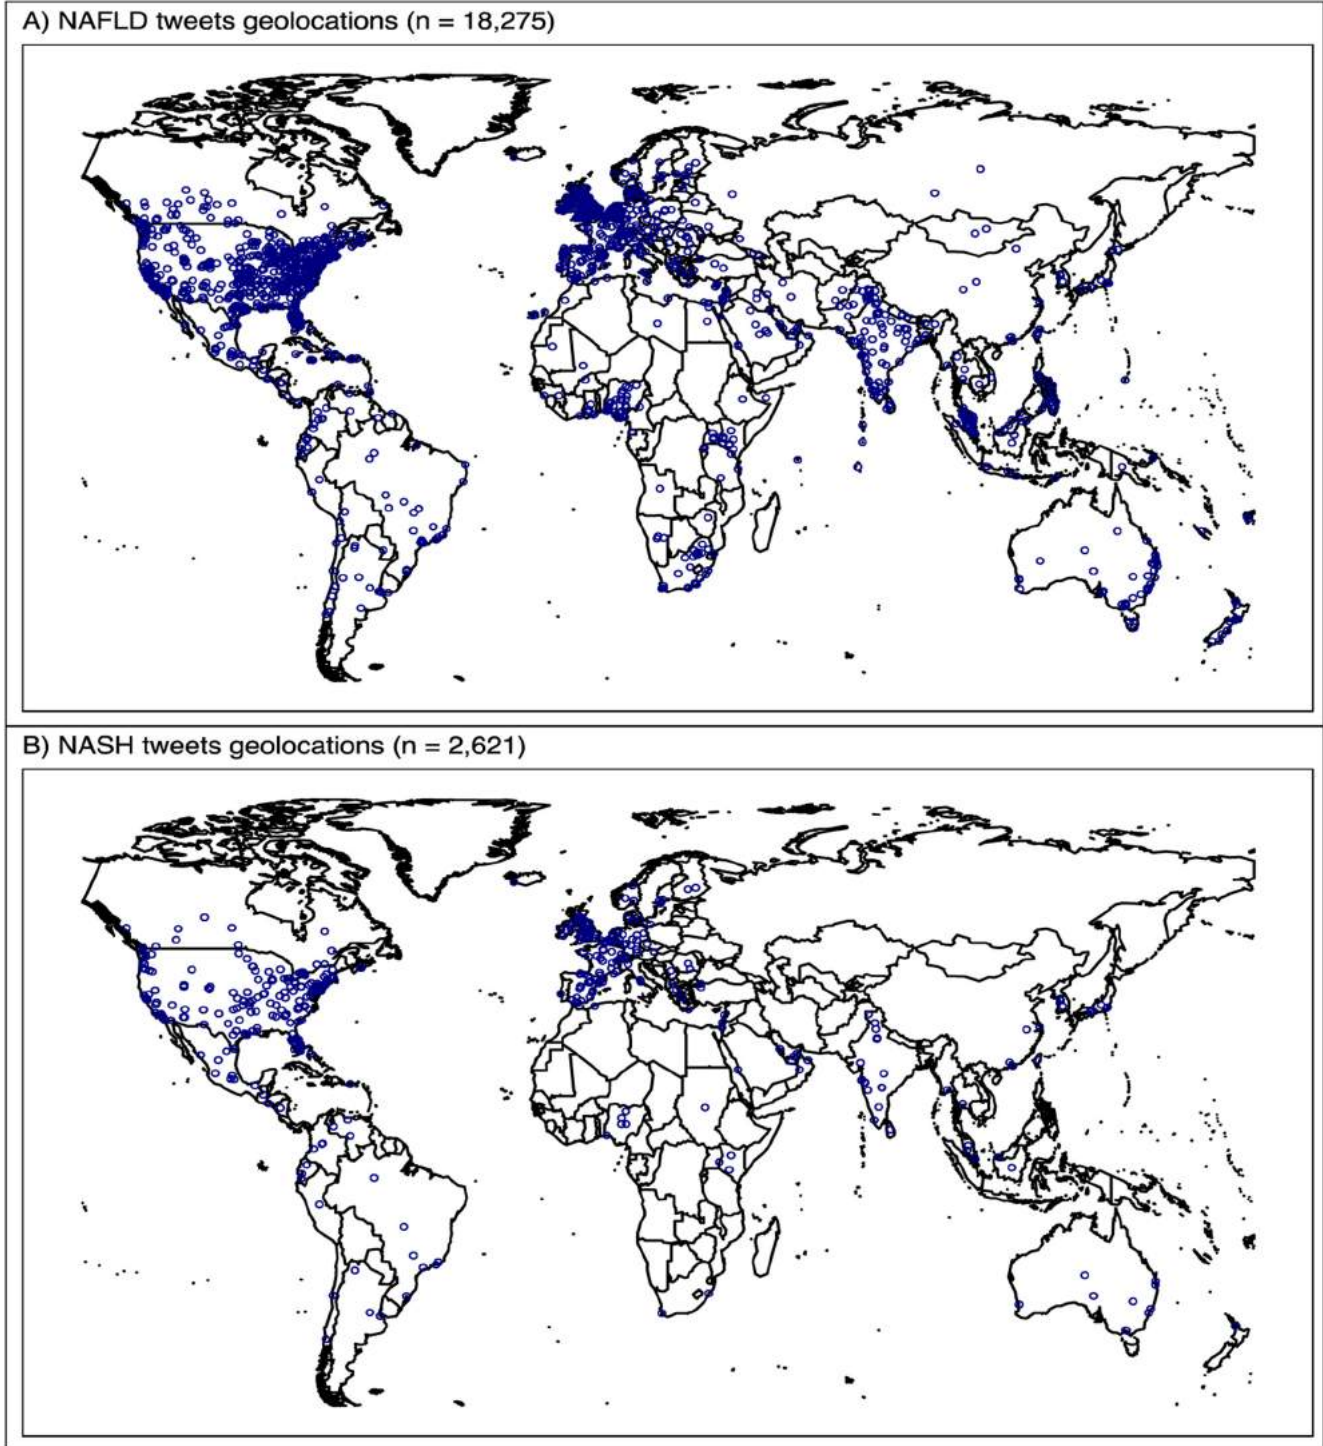 A) NAFLD tweets geolocations (n = 18,275)
B) NASH tweets geolocations (n = 2,621)